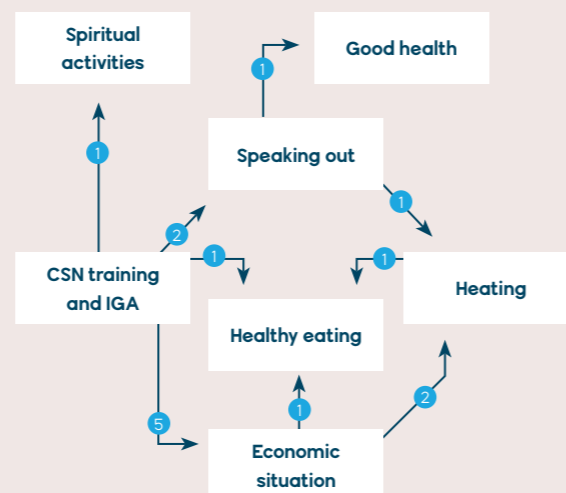 Spiritual
activities
Good health
1
Speaking out
1
1
2
1
1
CSN training
and IGA
Heating
Healthy eating
2
1
5
Economic
situation